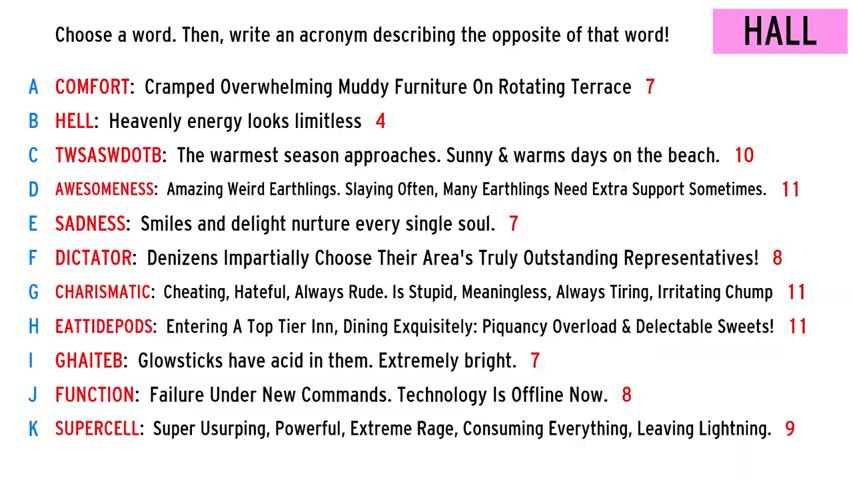 Choose a word. Then, write an acronym describing the opposite of that word!
HALL
A COMFORT: Cramped Overwhelming Muddy Furniture On Rotating Terrace 7
B HELL: Heavenly energy looks limitless 4
C TWSASWDOTB: The warmest season approaches. Sunny & warms days on the beach. 10
D AWESOMENESS: Amazing Weird Earthlings. Slaying Often, Many Earthlings Need Extra Support Sometimes. 11
E SADNESS: Smiles and delight nurture every single soul. 7
F DICTATOR: Denizens Impartially Choose Their Area's Truly Outstanding Representatives! 8
G CHARISMATIC: Cheating, Hateful, Always Rude. Is Stupid, Meaningless, Always Tiring, Irritating Chump 11
H EATTIDEPODS: Entering A Top Tier Inn, Dining Exquisitely: Piquancy Overload & Delectable Sweets! 11
I GHAITEB: Glowsticks have acid in them. Extremely bright. 7
J FUNCTION: Failure Under New Commands. Technology Is Offline Now. 8
K SUPERCELL: Super Usurping, Powerful, Extreme Rage, Consuming Everything, Leaving Lightning. 9